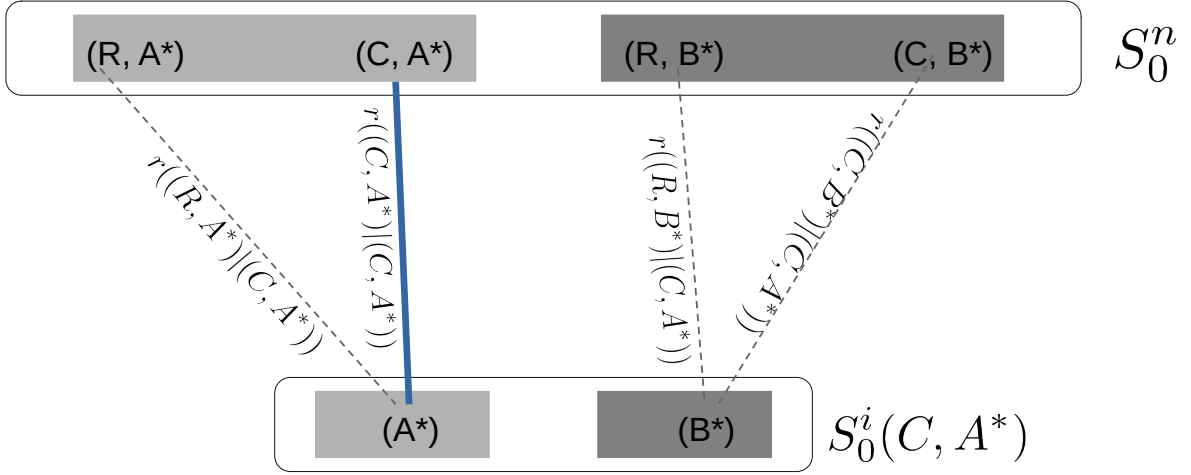 (R, A*) (C, A*) (R, B*) (C, B*) S_0^n
r((R, A*)|(C, A*))
r((C, A*)|(C, A*))
r((R, B*)|(C, A*))
r((C, B*)|(C, A*))
(A*) (B*) S_0^i(C, A*)